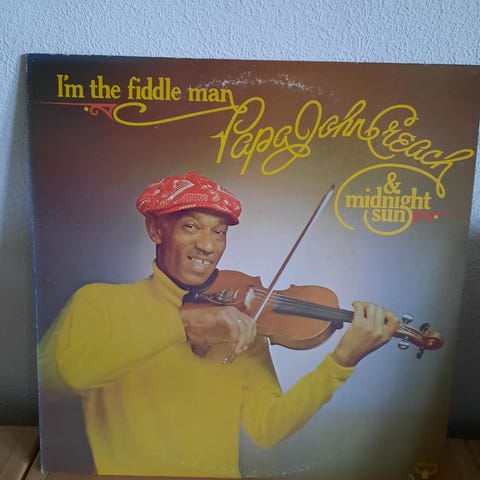 I'm the fiddle man
Papa John Creach
& midnight
sun